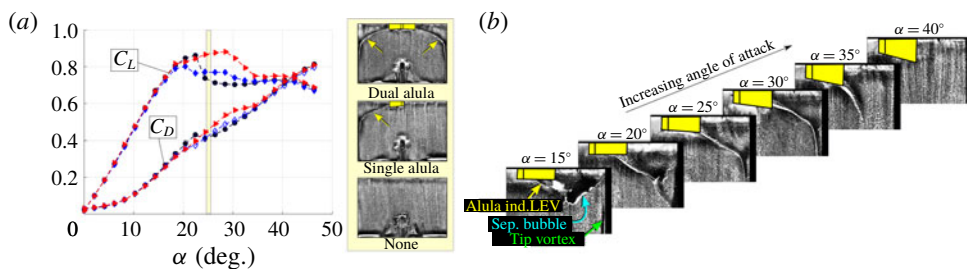 (a)
1.0
0.8
0.6
0.4
0.2
0
10
20
30
40
50
α (deg.)
C_L
C_D
Dual alula
Single alula
None
(b)
Increasing angle of attack
α = 15°
α = 20°
α = 25°
α = 30°
α = 35°
α = 40°
Alula ind.LEV
Sep. bubble
Tip vortex